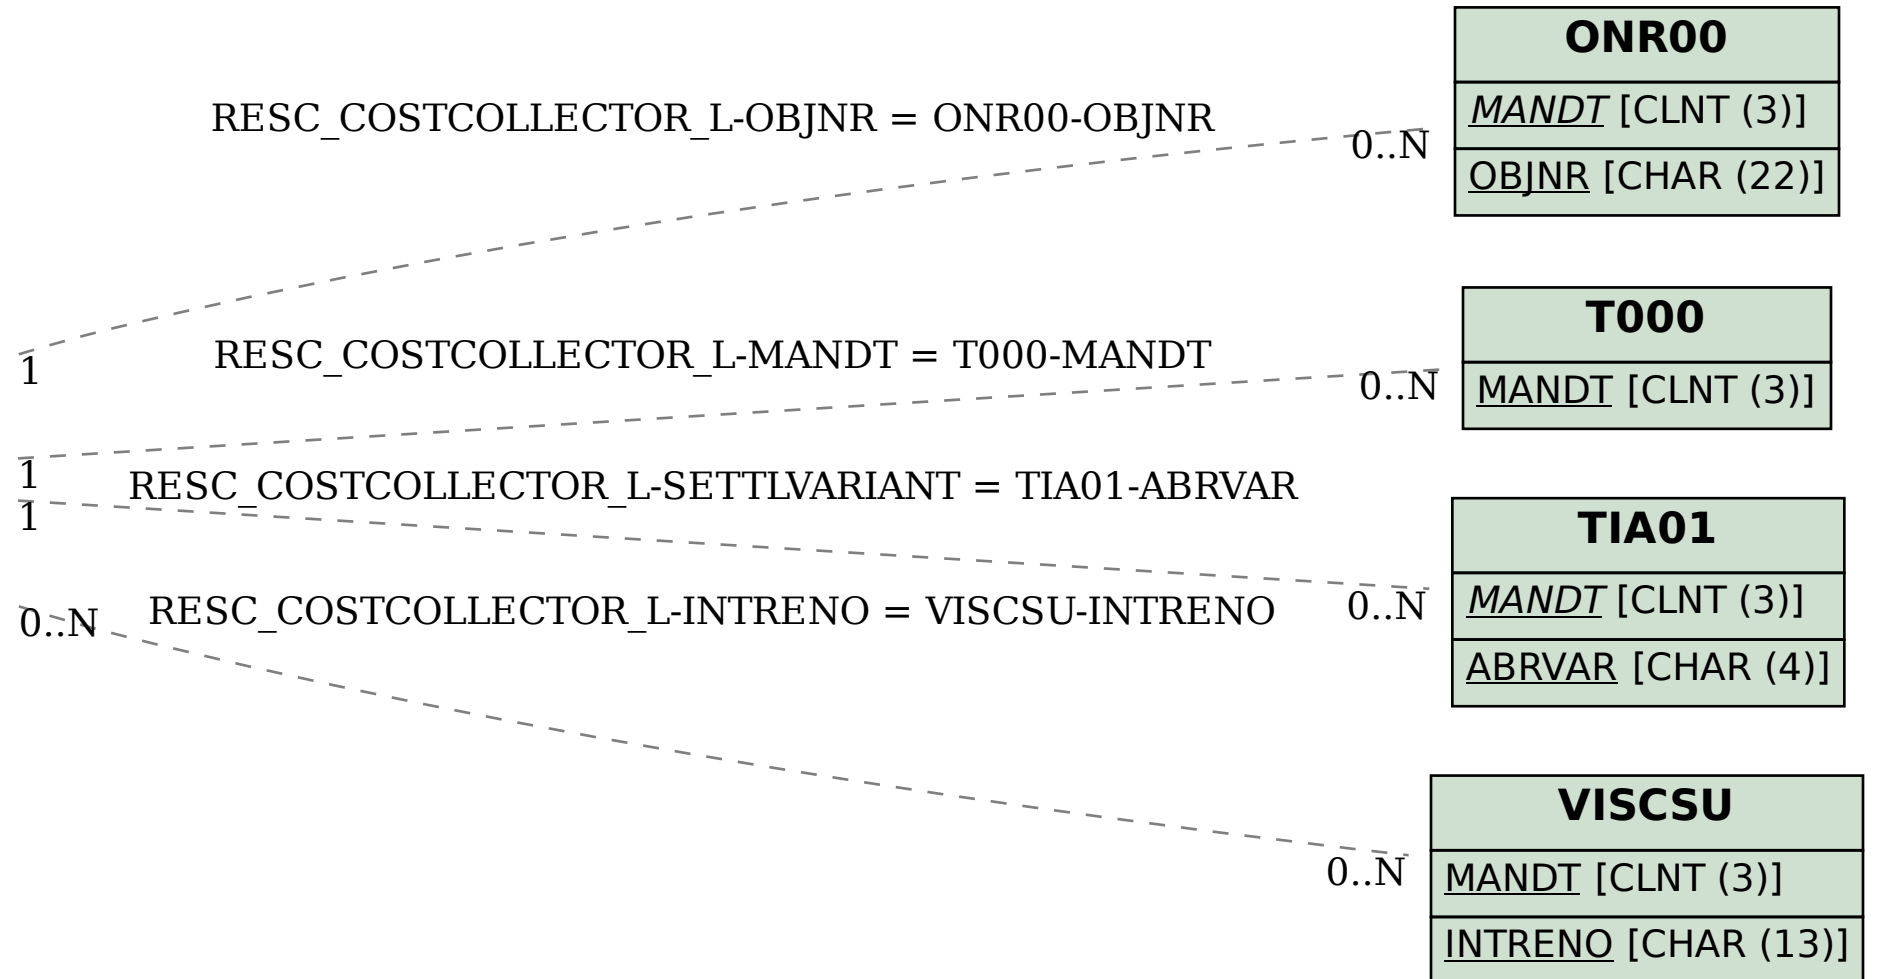 ONR00
MANDT [CLNT (3)]
OBJNR [CHAR (22)]
RESC_COSTCOLLECTOR_L-OBJNR = ONR00-OBJNR
0..N
1
T000
MANDT [CLNT (3)]
RESC_COSTCOLLECTOR_L-MANDT = T000-MANDT
0..N
1
TIA01
MANDT [CLNT (3)]
ABRVAR [CHAR (4)]
RESC_COSTCOLLECTOR_L-SETTLVARIANT = TIA01-ABRVAR
1
0..N
RESC_COSTCOLLECTOR_L-INTRENO = VISCSU-INTRENO
0..N
0..N
VISCSU
MANDT [CLNT (3)]
INTRENO [CHAR (13)]